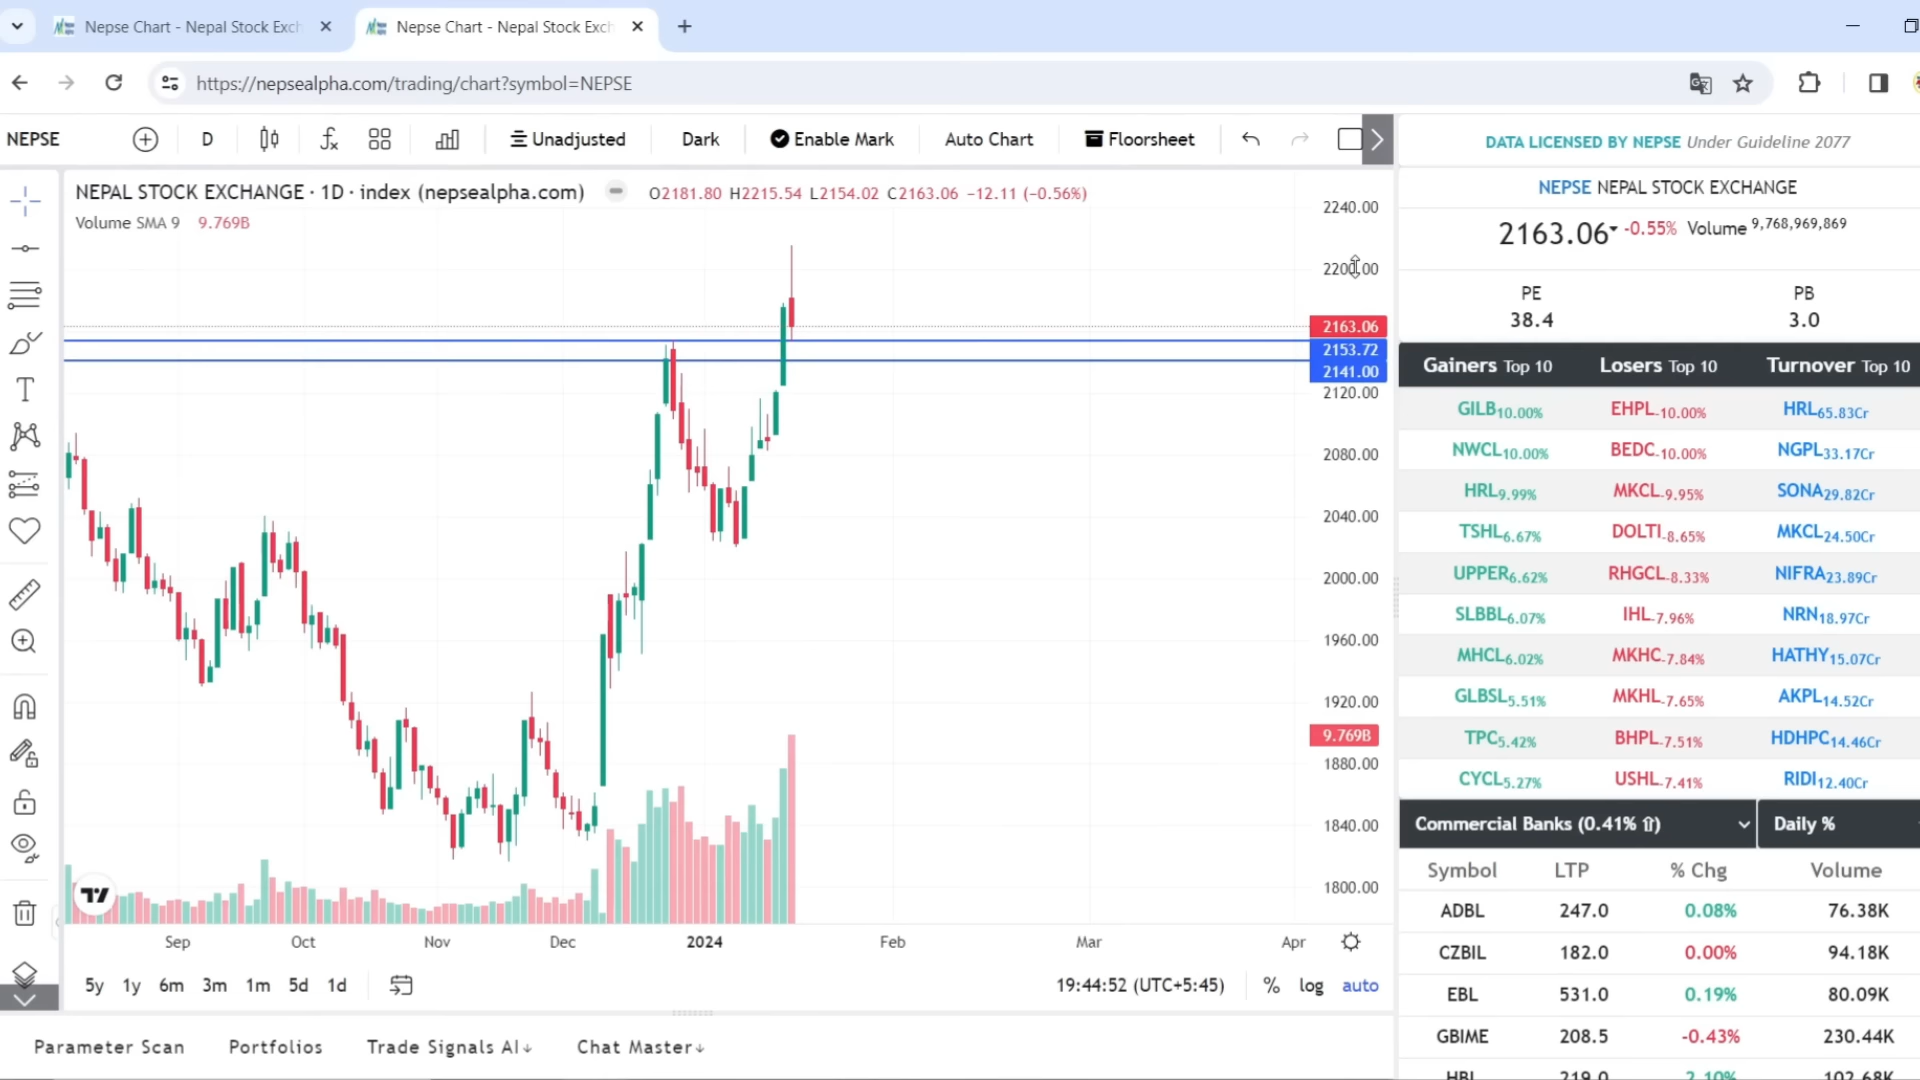 Nepse Chart - Nepal Stock Exch
Nepse Chart - Nepal Stock Exch
https://nepsealpha.com/trading/chart?symbol=NEPSE
NEPSE D Unadjusted Dark Enable Mark Auto Chart Floorsheet
NEPAL STOCK EXCHANGE · 1D · index (nepsealpha.com) O2181.80 H2215.54 L2154.02 C2163.06 −12.11 (−0.56%)
Volume SMA 9 9.769B
2240.00
2200.00
2163.06
2153.72
2141.00
2120.00
2080.00
2040.00
2000.00
1960.00
1920.00
9.769B
1880.00
1840.00
1800.00
Sep Oct Nov Dec 2024 Feb Mar Apr
5y 1y 6m 3m 1m 5d 1d 19:44:52 (UTC+5:45) % log auto
Parameter Scan Portfolios Trade Signals AI↓ Chat Master↓
DATA LICENSED BY NEPSE Under Guideline 2077
NEPSE NEPAL STOCK EXCHANGE
2163.06 -0.55% Volume 9,768,969,869
PE PB
38.4 3.0
Gainers Top 10 Losers Top 10 Turnover Top 10
GILB10.00% EHPL-10.00% HRL65.83Cr
NWCL10.00% BEDC-10.00% NGPL33.17Cr
HRL9.99% MKCL-9.95% SONA29.82Cr
TSHL6.67% DOLTI-8.65% MKCL24.50Cr
UPPER6.62% RHGCL-8.33% NIFRA23.89Cr
SLBBL6.07% IHL-7.96% NRN18.97Cr
MHCL6.02% MKHC-7.84% HATHY15.07Cr
GLBSL5.51% MKHL-7.65% AKPL14.52Cr
TPC5.42% BHPL-7.51% HDHPC14.46Cr
CYCL5.27% USHL-7.41% RIDI12.40Cr
Commercial Banks (0.41% ⇧) Daily %
Symbol LTP % Chg Volume
ADBL 247.0 0.08% 76.38K
CZBIL 182.0 0.00% 94.18K
EBL 531.0 0.19% 80.09K
GBIME 208.5 -0.43% 230.44K
HBL 219.0 2.10% 102.68K